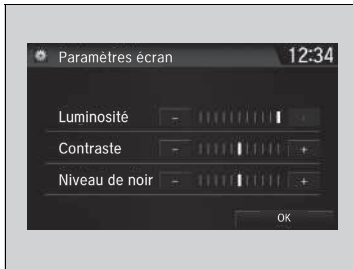 Paramètres écran 12:34
Luminosité - +
Contraste - +
Niveau de noir - +
OK